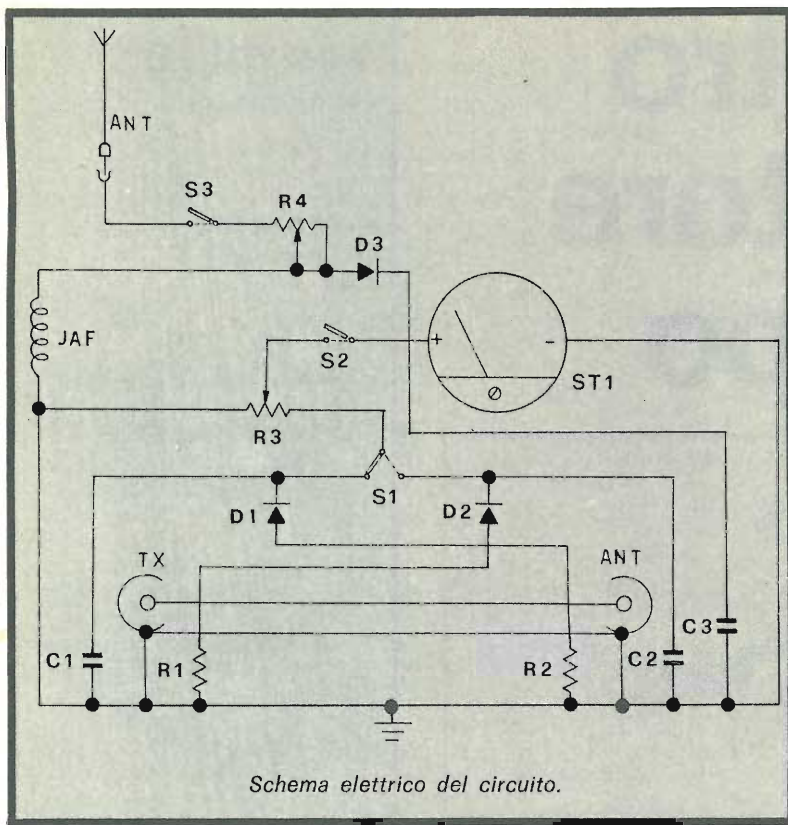 ANT
S3
R4
D3
JAF
S2
+
-
ST1
R3
S1
D1
D2
TX
ANT
C1
R1
R2
C2
C3
Schema elettrico del circuito.